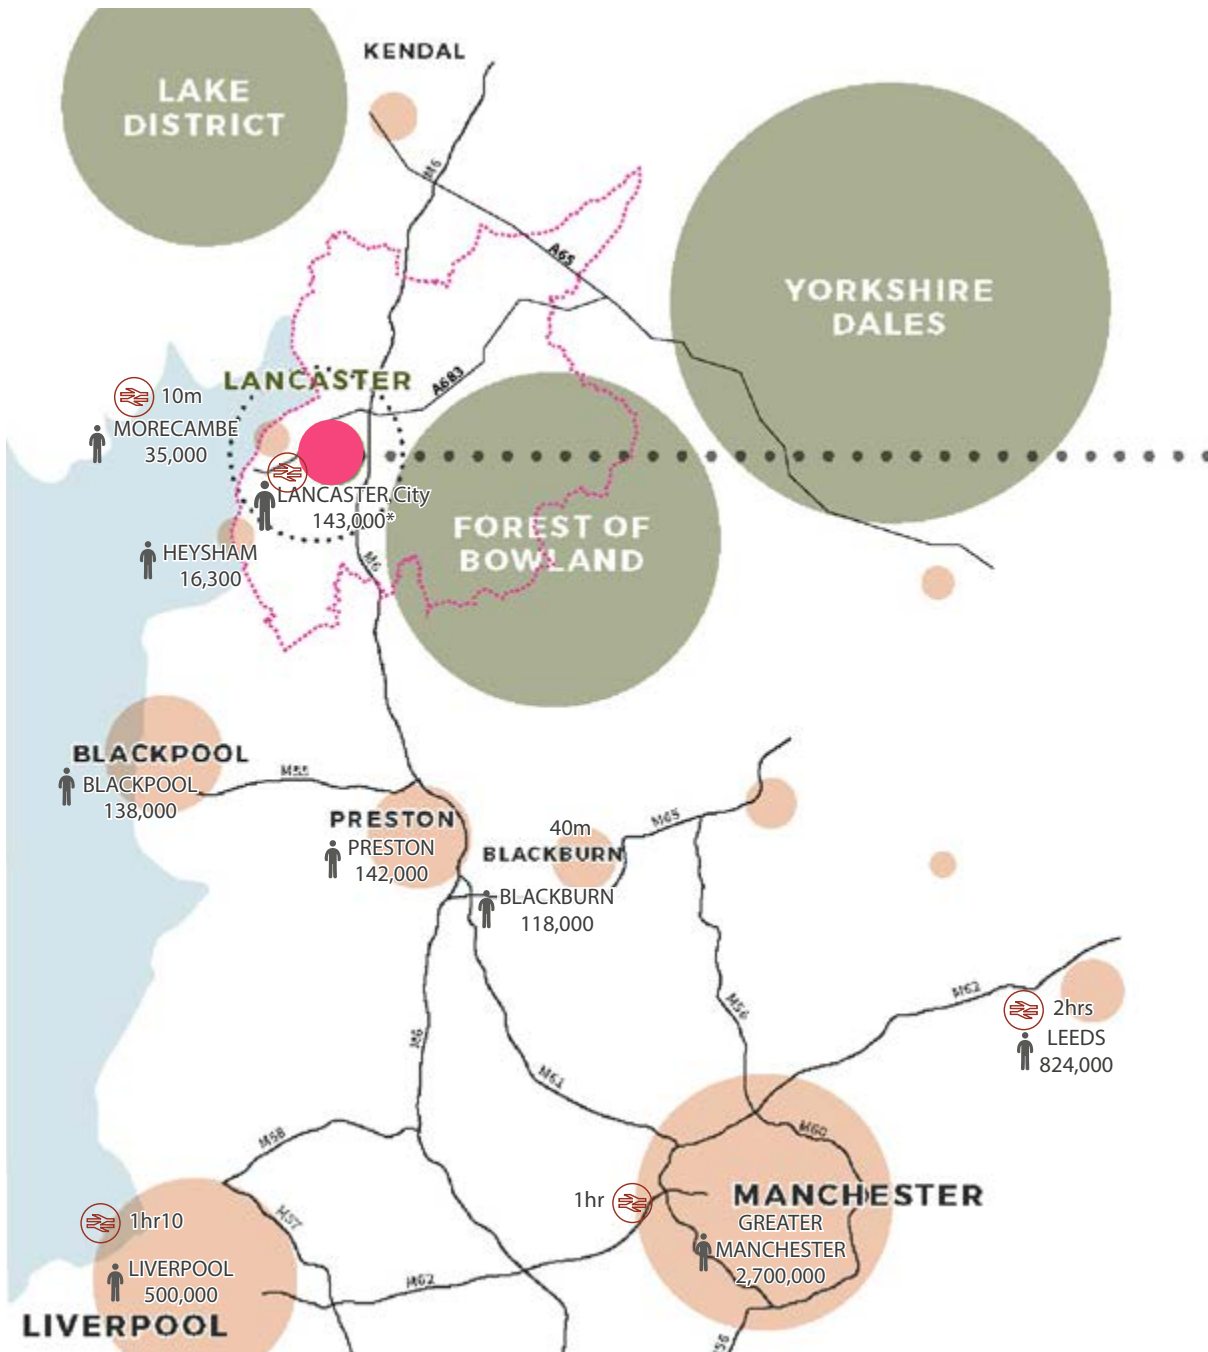 KENDAL
LAKE
DISTRICT
M6
A65
YORKSHIRE
DALES
LANCASTER
A683
10m
MORECAMBE
35,000
LANCASTER City
143,000*
FOREST OF
BOWLAND
HEYSHAM
16,300
M6
BLACKPOOL
BLACKPOOL
138,000
M55
PRESTON
PRESTON
142,000
40m
BLACKBURN
M65
BLACKBURN
118,000
M56
M62
2hrs
LEEDS
824,000
M6
M61
M58
M60
1hr
MANCHESTER
GREATER
MANCHESTER
2,700,000
1hr10
M57
LIVERPOOL
500,000
M62
LIVERPOOL
M56